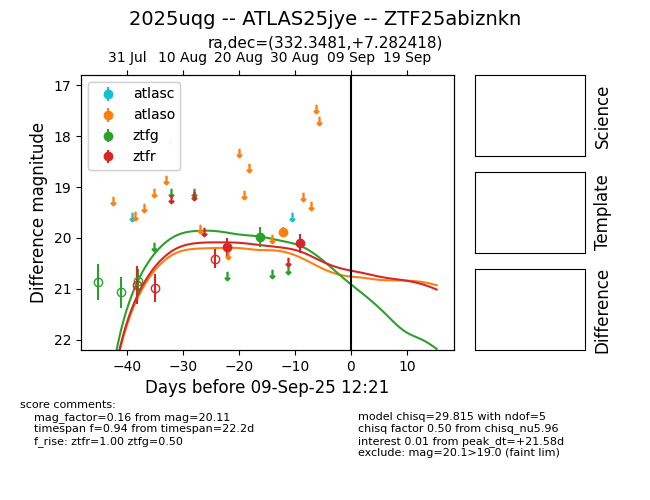 2025uqg -- ATLAS25jye -- ZTF25abiznkn
ra,dec=(332.3481,+7.282418)
31 Jul 10 Aug 20 Aug 30 Aug 09 Sep 19 Sep
atlasc
atlaso
ztfg
ztfr
17
18
19
20
21
22
Difference magnitude
−40 −30 −20 −10 0 10
Days before 09-Sep-25 12:21
Science
Template
Difference
score comments:
mag_factor=0.16 from mag=20.11
timespan f=0.94 from timespan=22.2d
f_rise: ztfr=1.00 ztfg=0.50
model chisq=29.815 with ndof=5
chisq factor 0.50 from chisq_nu5.96
interest 0.01 from peak_dt=+21.58d
exclude: mag=20.1>19.0 (faint lim)